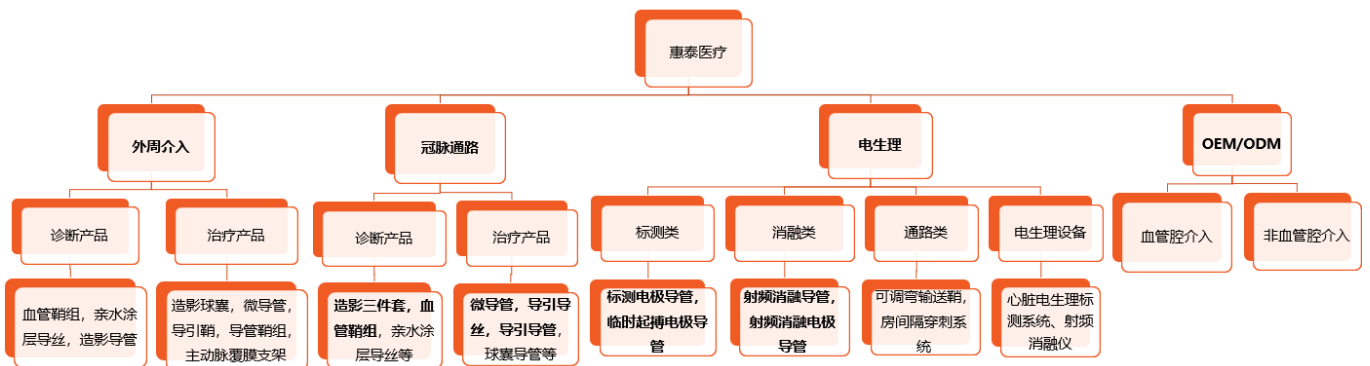 惠泰医疗
外周介入
冠脉通路
电生理
OEM/ODM
诊断产品
治疗产品
诊断产品
治疗产品
标测类
消融类
通路类
电生理设备
血管腔介入
非血管腔介入
血管鞘组，亲水涂
层导丝，造影导管
造影球囊，微导管，
导引鞘，导管鞘组，
主动脉覆膜支架
造影三件套，血
管鞘组，亲水涂
层导丝等
微导管，导引导
丝，导引导管，
球囊导管等
标测电极导管，
临时起搏电极导
管
射频消融导管，
射频消融电极
导管
可调弯输送鞘，
房间隔穿刺系
统
心脏电生理标
测系统、射频
消融仪